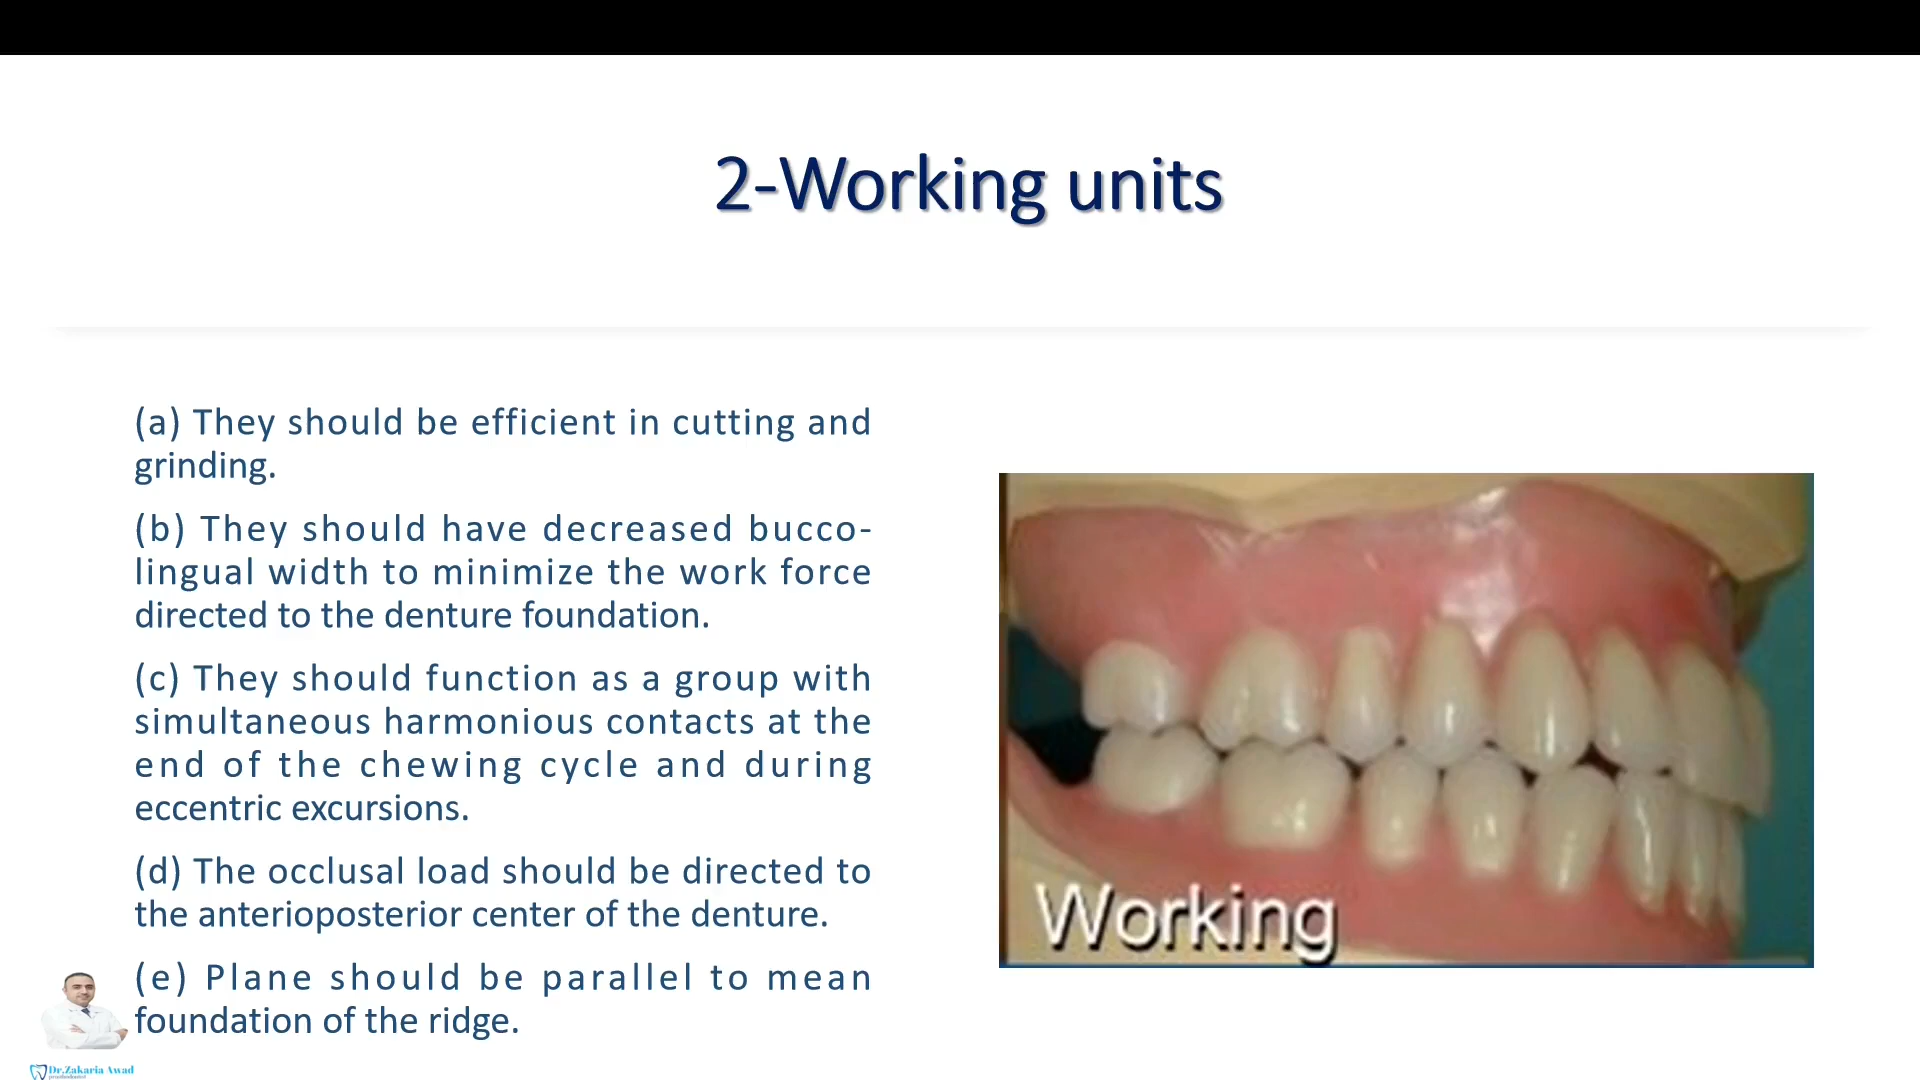 2-Working units
(a) They should be efficient in cutting and
grinding.
(b) They should have decreased bucco-
lingual width to minimize the work force
directed to the denture foundation.
(c) They should function as a group with
simultaneous harmonious contacts at the
end of the chewing cycle and during
eccentric excursions.
(d) The occlusal load should be directed to
the anterioposterior center of the denture.
(e) Plane should be parallel to mean
foundation of the ridge.
Working
Dr.Zakaria Awad
prosthodontist